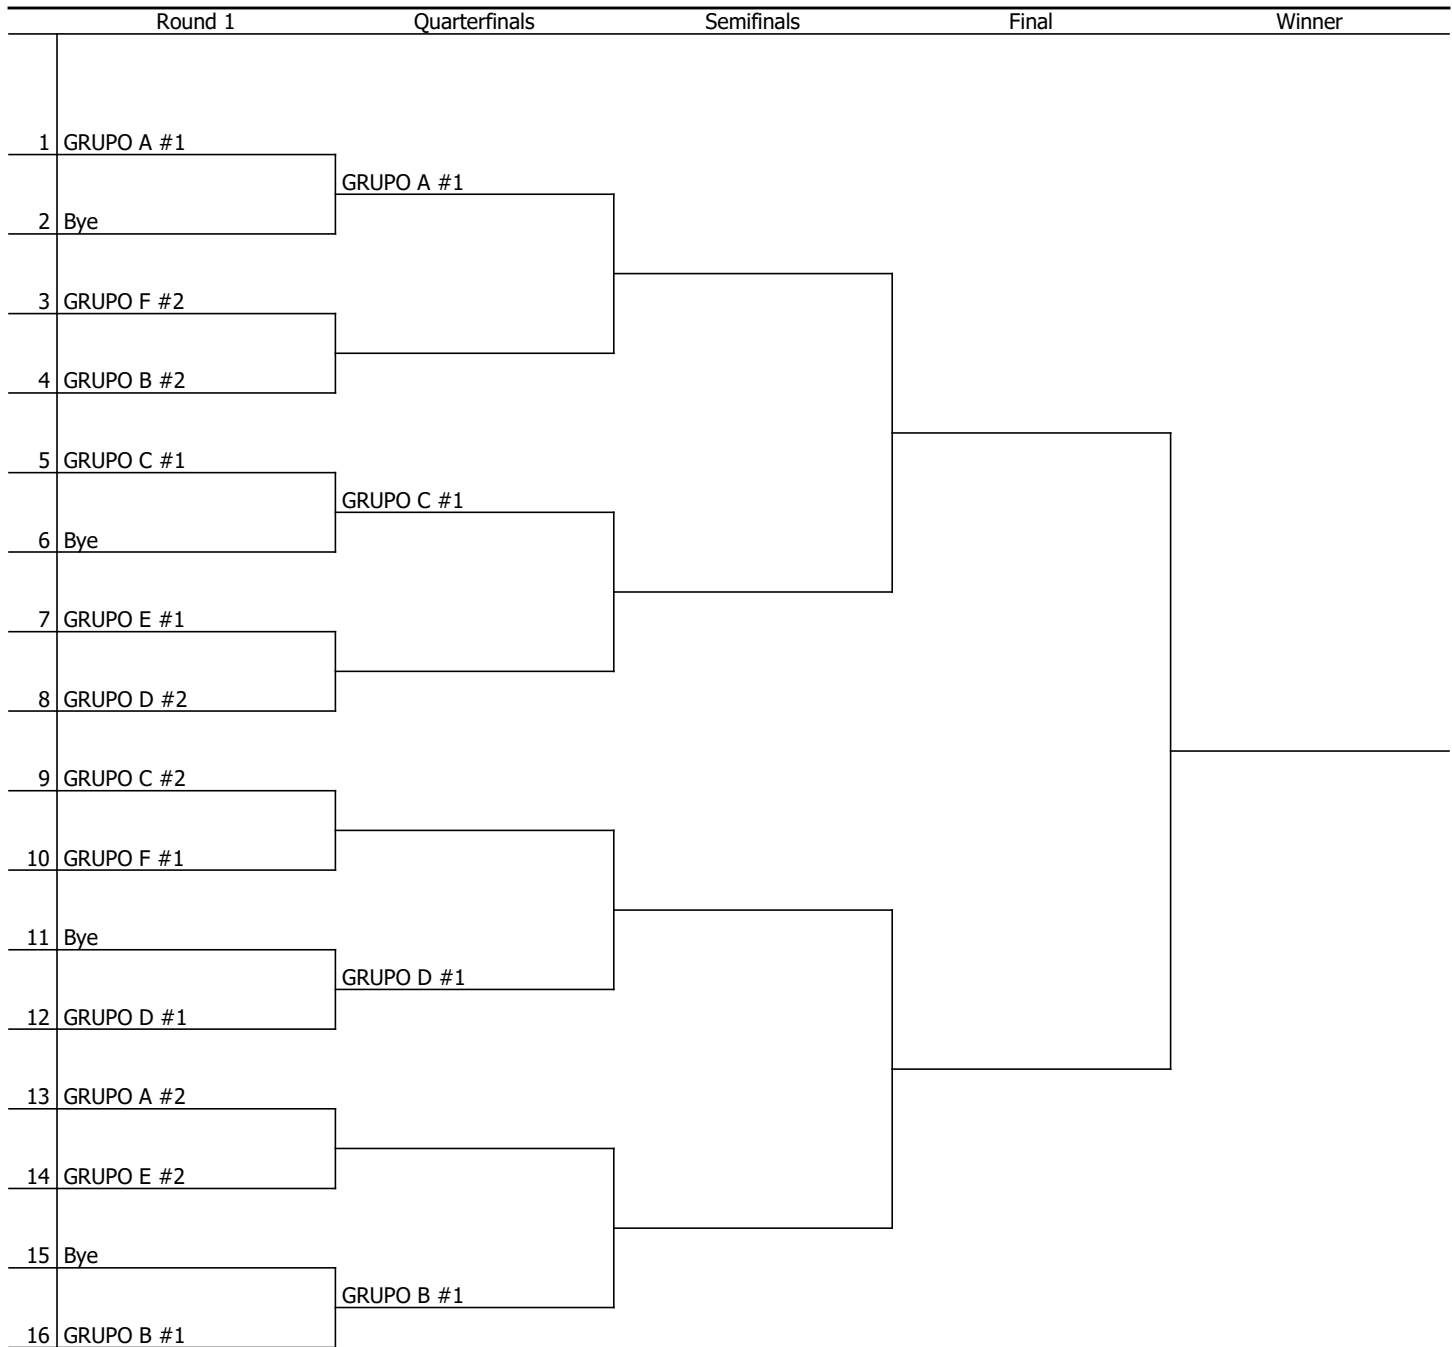 Round 1 Quarterfinals Semifinals Final Winner
1 GRUPO A #1
GRUPO A #1
2 Bye
3 GRUPO F #2
4 GRUPO B #2
5 GRUPO C #1
GRUPO C #1
6 Bye
7 GRUPO E #1
8 GRUPO D #2
9 GRUPO C #2
10 GRUPO F #1
11 Bye
GRUPO D #1
12 GRUPO D #1
13 GRUPO A #2
14 GRUPO E #2
15 Bye
GRUPO B #1
16 GRUPO B #1